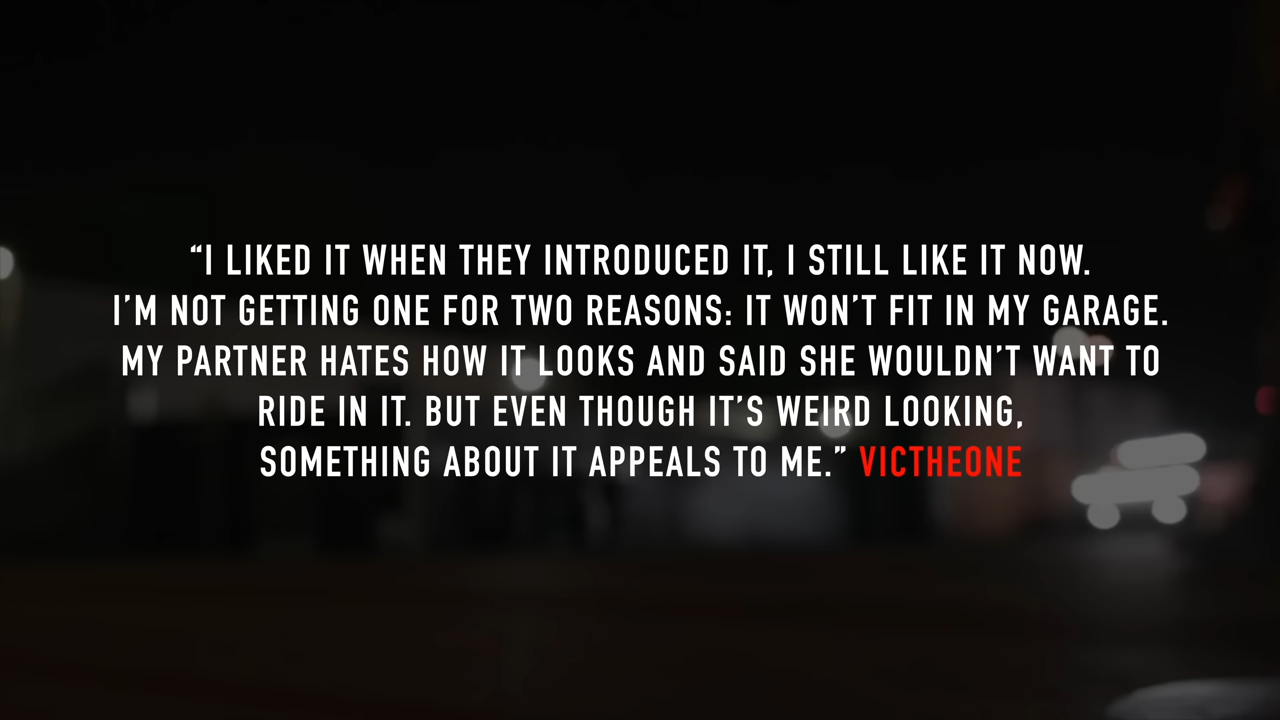 “I LIKED IT WHEN THEY INTRODUCED IT, I STILL LIKE IT NOW.
I’M NOT GETTING ONE FOR TWO REASONS: IT WON’T FIT IN MY GARAGE.
MY PARTNER HATES HOW IT LOOKS AND SAID SHE WOULDN’T WANT TO
RIDE IN IT. BUT EVEN THOUGH IT’S WEIRD LOOKING,
SOMETHING ABOUT IT APPEALS TO ME.” VICTHEONE